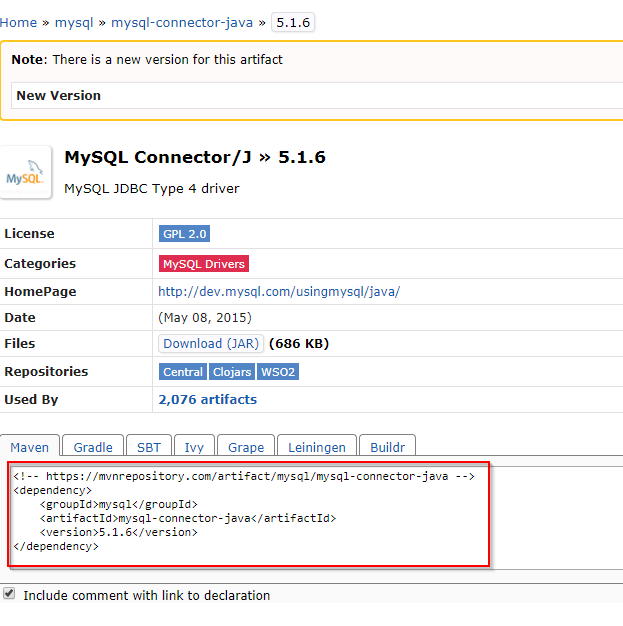 Home » mysql » mysql-connector-java » 5.1.6
Note: There is a new version for this artifact
New Version
MySQL
MySQL Connector/J » 5.1.6
MySQL JDBC Type 4 driver
License GPL 2.0
Categories MySQL Drivers
HomePage http://dev.mysql.com/usingmysql/java/
Date (May 08, 2015)
Files Download (JAR) (686 KB)
Repositories Central Clojars WSO2
Used By 2,076 artifacts
Maven Gradle SBT Ivy Grape Leiningen Buildr
<!-- https://mvnrepository.com/artifact/mysql/mysql-connector-java -->
<dependency>
    <groupId>mysql</groupId>
    <artifactId>mysql-connector-java</artifactId>
    <version>5.1.6</version>
</dependency>
Include comment with link to declaration